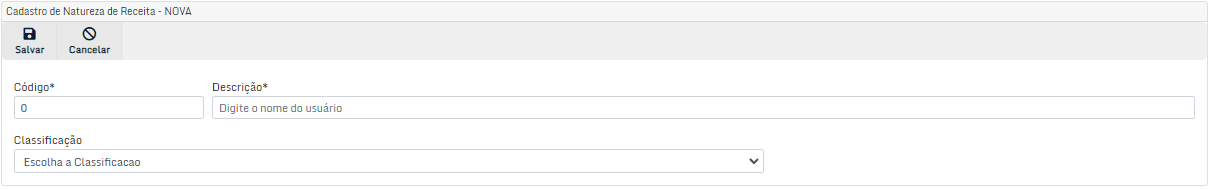 Cadastro de Natureza de Receita - NOVA
Salvar Cancelar
Código* Descrição*
0 Digite o nome do usuário
Classificação
Escolha a Classificacao